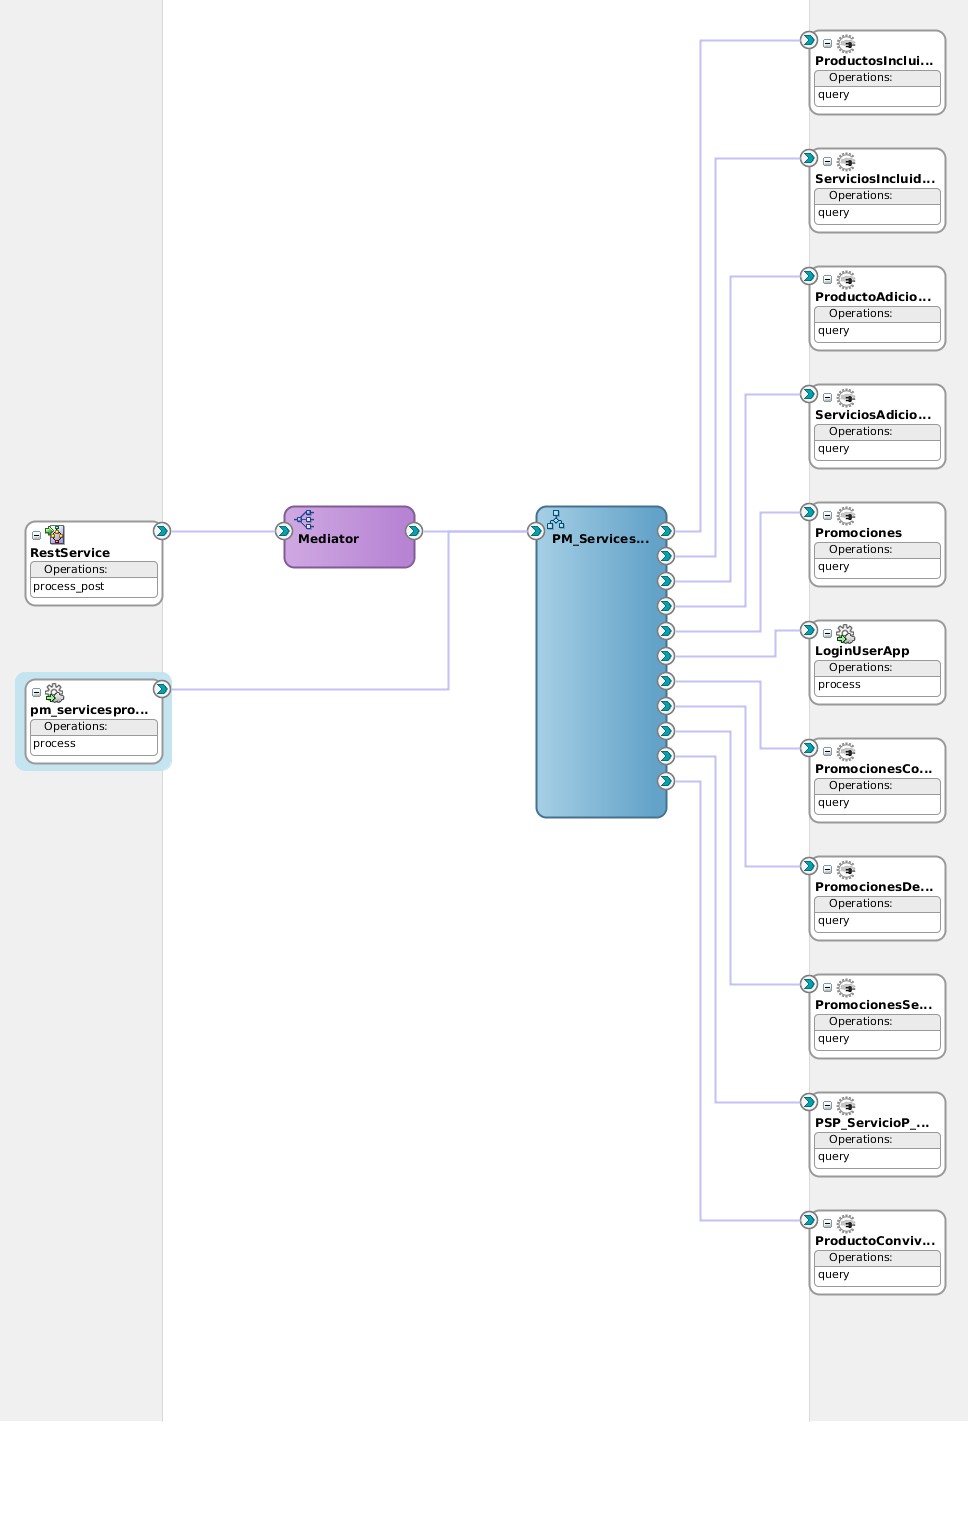 RestService
Operations:
process_post
pm_servicespro...
Operations:
process
Mediator
PM_Services...
ProductosInclui...
Operations:
query
ServiciosIncluid...
Operations:
query
ProductoAdicio...
Operations:
query
ServiciosAdicio...
Operations:
query
Promociones
Operations:
query
LoginUserApp
Operations:
process
PromocionesCo...
Operations:
query
PromocionesDe...
Operations:
query
PromocionesSe...
Operations:
query
PSP_ServicioP_...
Operations:
query
ProductoConviv...
Operations:
query